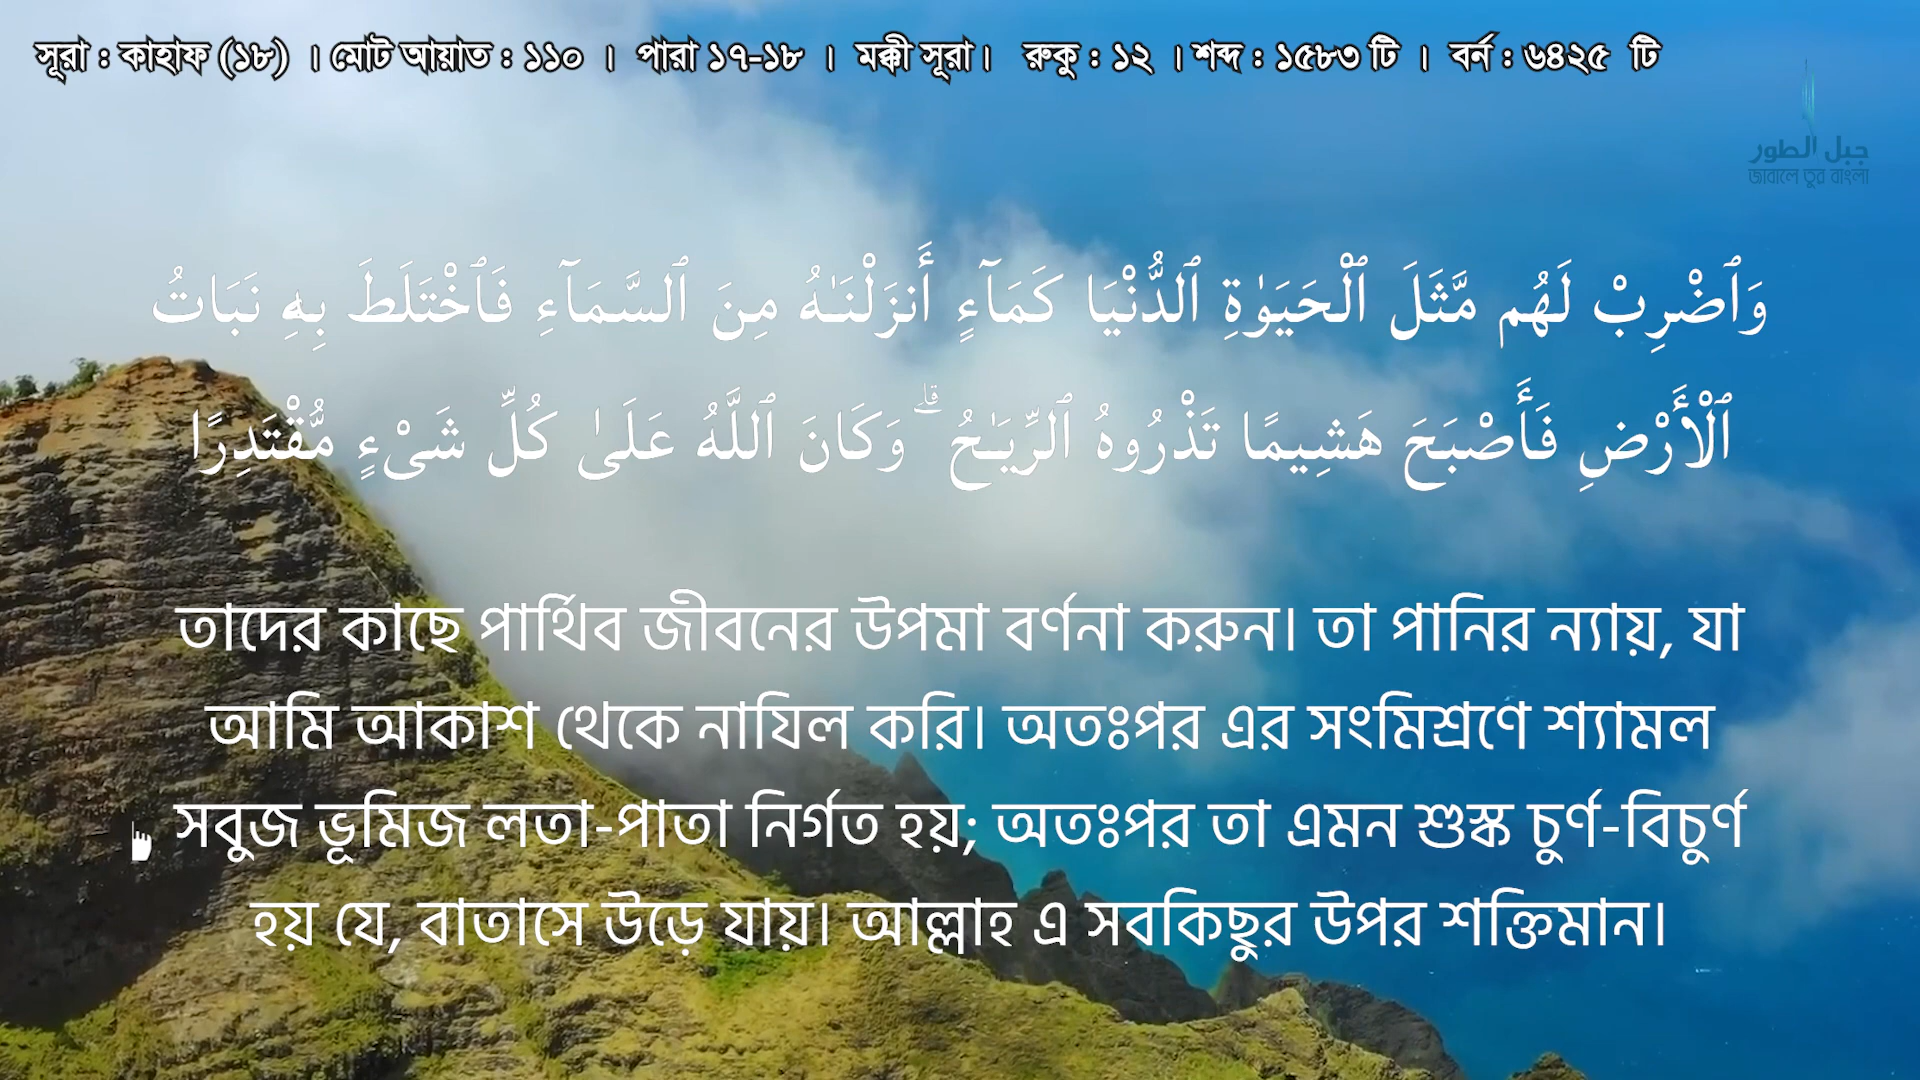 সূরা : কাহাফ (১৮) । মোট আয়াত : ১১০ । পারা ১৭-১৮ । মক্কী সূরা। রুকু : ১২ । শব্দ : ১৫৮৩ টি । বর্ন : ৬৪২৫ টি
جبل الطور
জাবালে তুর বাংলা
وَٱضْرِبْ لَهُم مَّثَلَ ٱلْحَيَوٰةِ ٱلدُّنْيَا كَمَآءٍ أَنزَلْنَـٰهُ مِنَ ٱلسَّمَآءِ فَٱخْتَلَطَ بِهِۦ نَبَاتُ
ٱلْأَرْضِ فَأَصْبَحَ هَشِيمًا تَذْرُوهُ ٱلرِّيَـٰحُ ۗ وَكَانَ ٱللَّهُ عَلَىٰ كُلِّ شَىْءٍ مُّقْتَدِرًا
তাদের কাছে পার্থিব জীবনের উপমা বর্ণনা করুন। তা পানির ন্যায়, যা
আমি আকাশ থেকে নাযিল করি। অতঃপর এর সংমিশ্রণে শ্যামল
সবুজ ভূমিজ লতা-পাতা নির্গত হয়; অতঃপর তা এমন শুস্ক চুর্ণ-বিচুর্ণ
হয় যে, বাতাসে উড়ে যায়। আল্লাহ এ সবকিছুর উপর শক্তিমান।